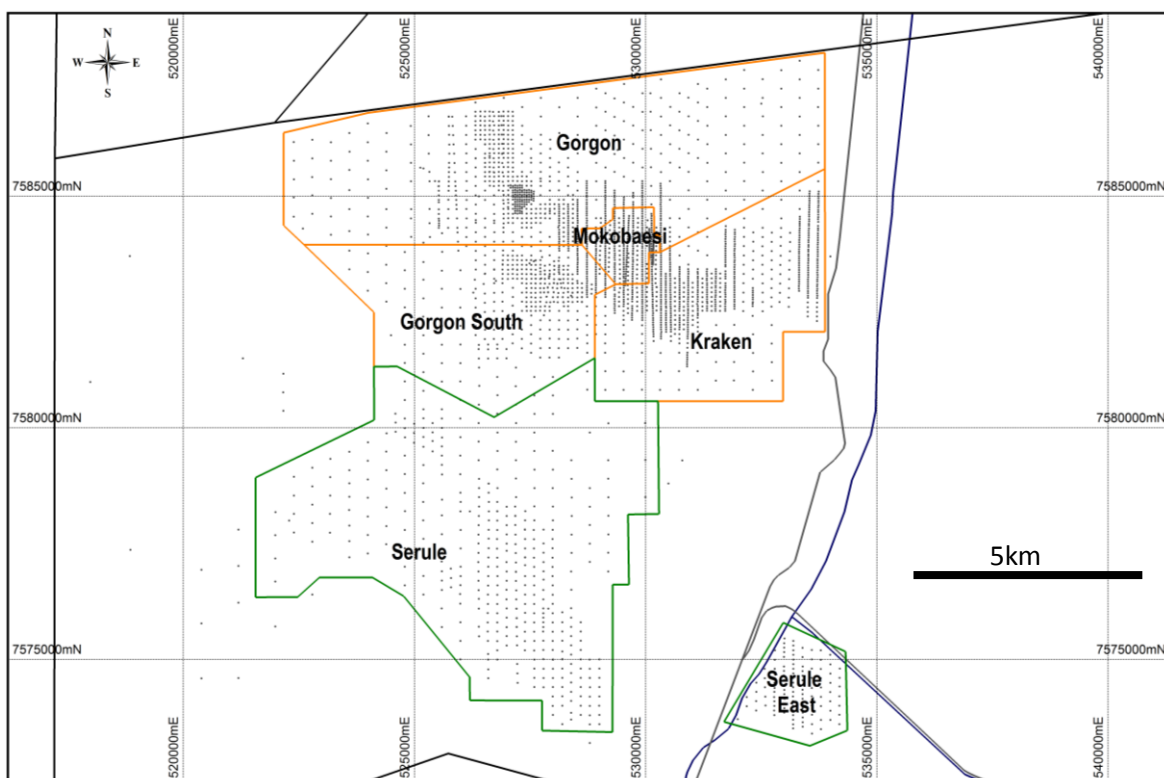 N
W E
S
520000mE
525000mE
530000mE
535000mE
540000mE
Gorgon
7585000mN
7585000mN
Mokobaesi
Gorgon South
Kraken
7580000mN
7580000mN
Serule
5km
7575000mN
7575000mN
Serule
East
520000mE
525000mE
530000mE
535000mE
540000mE